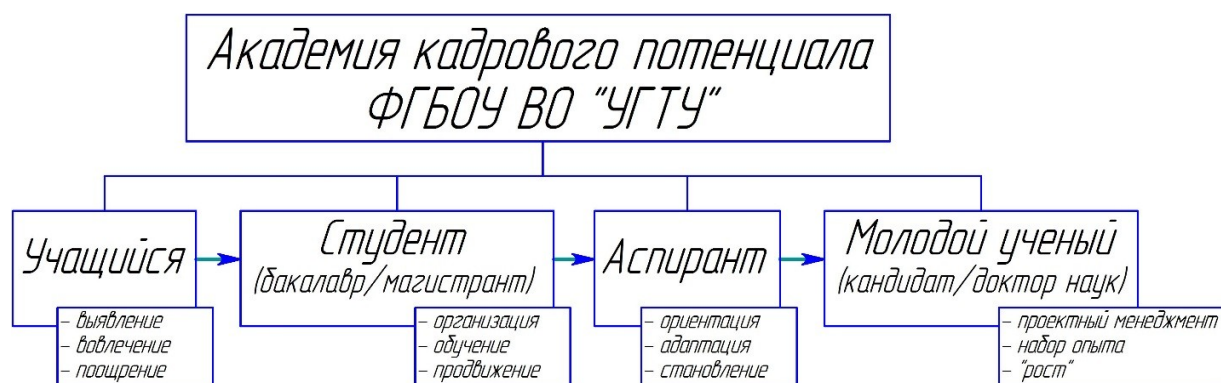 Академия кадрового потенциала
ФГБОУ ВО "УГТУ"
Учащийся
– выявление
– вовлечение
– поощрение
Студент
(бакалавр/магистрант)
– организация
– обучение
– продвижение
Аспирант
– ориентация
– адаптация
– становление
Молодой ученый
(кандидат/доктор наук)
– проектный менеджмент
– набор опыта
– "рост"